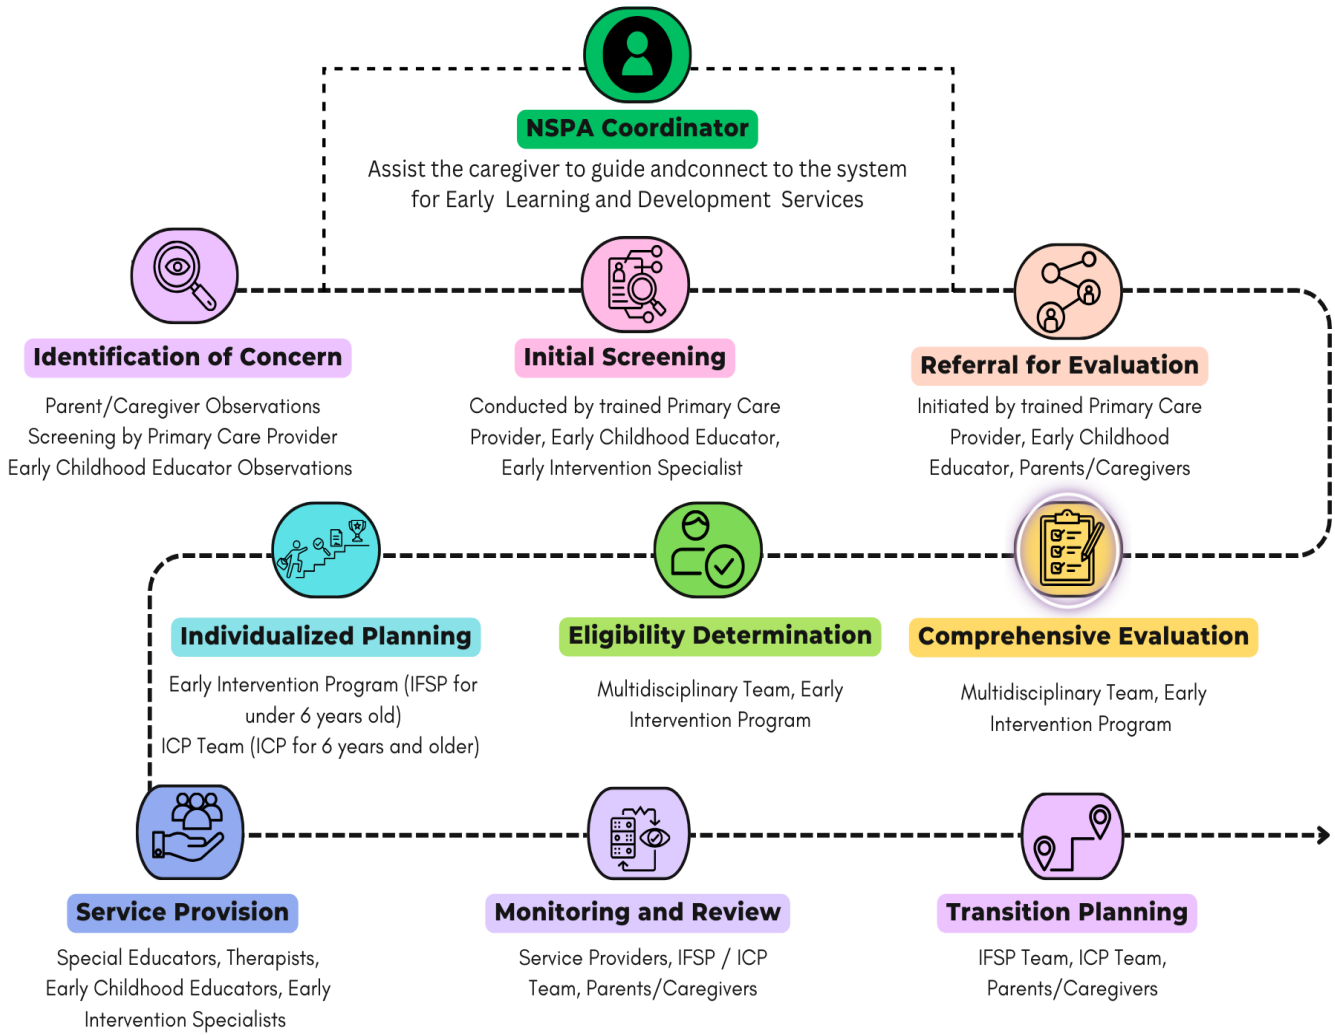 NSPA Coordinator
Assist the caregiver to guide andconnect to the system
for Early Learning and Development Services
Identification of Concern
Parent/Caregiver Observations
Screening by Primary Care Provider
Early Childhood Educator Observations
Initial Screening
Conducted by trained Primary Care
Provider, Early Childhood Educator,
Early Intervention Specialist
Referral for Evaluation
Initiated by trained Primary Care
Provider, Early Childhood
Educator, Parents/Caregivers
Comprehensive Evaluation
Multidisciplinary Team, Early
Intervention Program
Eligibility Determination
Multidisciplinary Team, Early
Intervention Program
Individualized Planning
Early Intervention Program (IFSP for
under 6 years old)
ICP Team (ICP for 6 years and older)
Service Provision
Special Educators, Therapists,
Early Childhood Educators, Early
Intervention Specialists
Monitoring and Review
Service Providers, IFSP / ICP
Team, Parents/Caregivers
Transition Planning
IFSP Team, ICP Team,
Parents/Caregivers